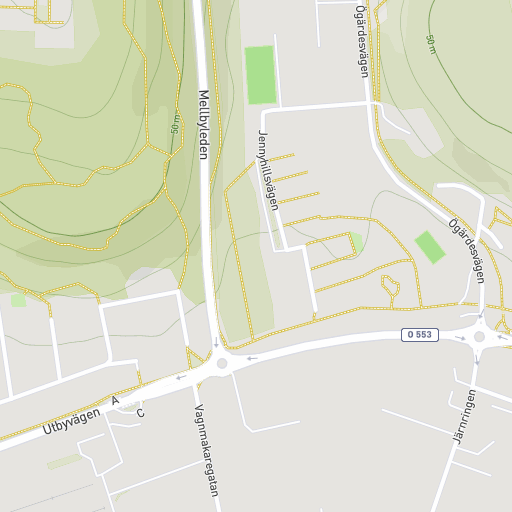 Ögärdesvägen
50 m
Mellbyleden
50 m
Jennyhillsvägen
Ögärdesvägen
O 553
Utbyvägen
A
C
Vagnmakaregatan
Järnringen